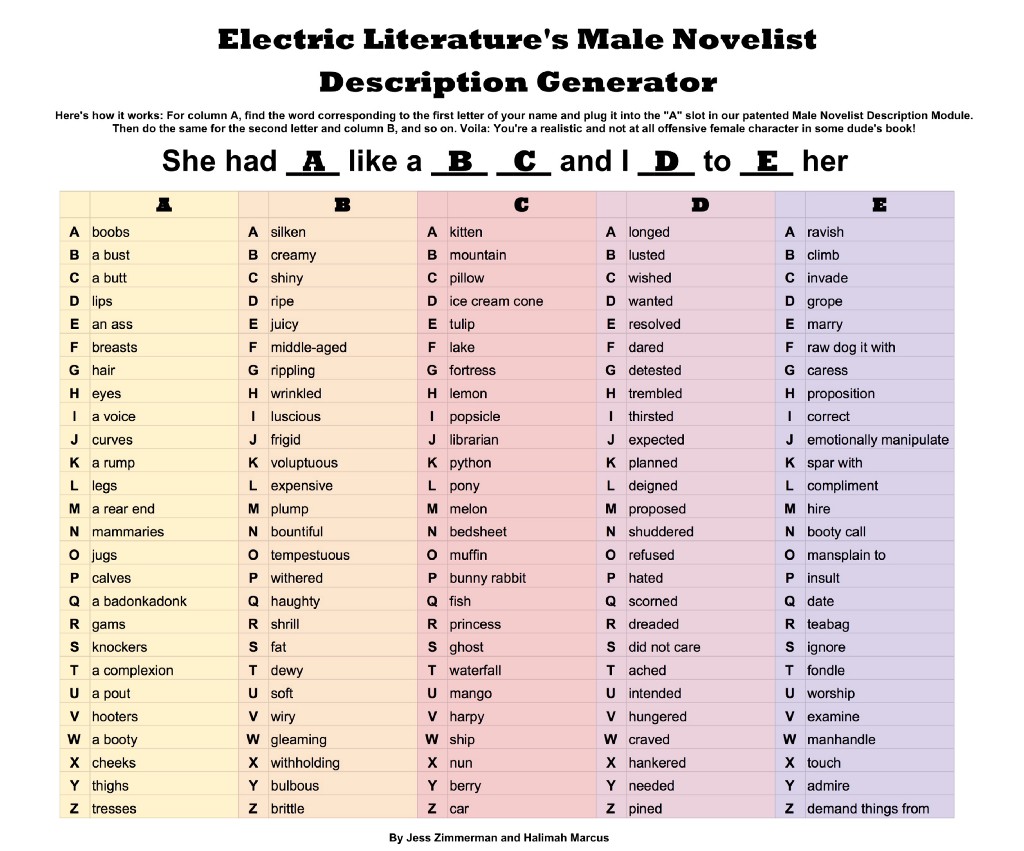 Electric Literature's Male Novelist
Description Generator
Here's how it works: For column A, find the word corresponding to the first letter of your name and plug it into the "A" slot in our patented Male Novelist Description Module.
Then do the same for the second letter and column B, and so on. Voila: You're a realistic and not at all offensive female character in some dude's book!
She had A like a B C and I D to E her
A B C D E
A boobs A silken A kitten A longed A ravish
B a bust B creamy B mountain B lusted B climb
C a butt C shiny C pillow C wished C invade
D lips D ripe D ice cream cone D wanted D grope
E an ass E juicy E tulip E resolved E marry
F breasts F middle-aged F lake F dared F raw dog it with
G hair G rippling G fortress G detested G caress
H eyes H wrinkled H lemon H trembled H proposition
I a voice I luscious I popsicle I thirsted I correct
J curves J frigid J librarian J expected J emotionally manipulate
K a rump K voluptuous K python K planned K spar with
L legs L expensive L pony L deigned L compliment
M a rear end M plump M melon M proposed M hire
N mammaries N bountiful N bedsheet N shuddered N booty call
O jugs O tempestuous O muffin O refused O mansplain to
P calves P withered P bunny rabbit P hated P insult
Q a badonkadonk Q haughty Q fish Q scorned Q date
R gams R shrill R princess R dreaded R teabag
S knockers S fat S ghost S did not care S ignore
T a complexion T dewy T waterfall T ached T fondle
U a pout U soft U mango U intended U worship
V hooters V wiry V harpy V hungered V examine
W a booty W gleaming W ship W craved W manhandle
X cheeks X withholding X nun X hankered X touch
Y thighs Y bulbous Y berry Y needed Y admire
Z tresses Z brittle Z car Z pined Z demand things from
By Jess Zimmerman and Halimah Marcus